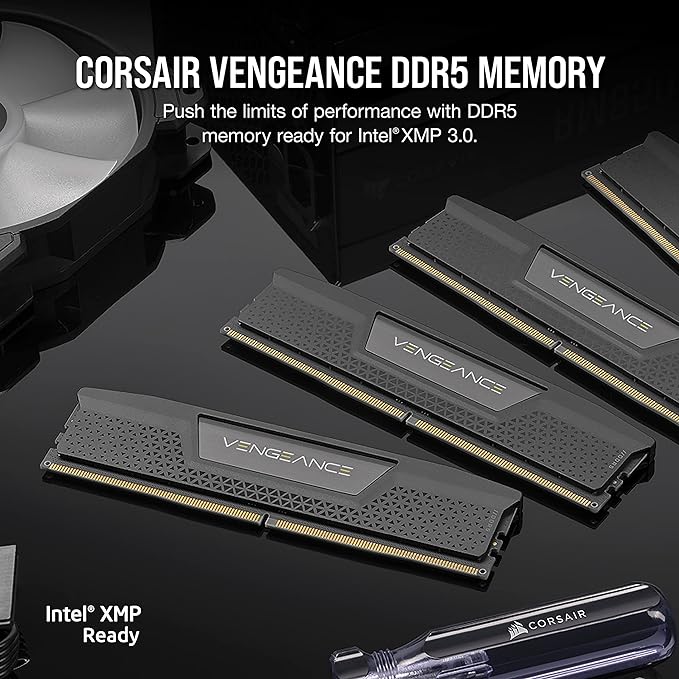 CORSAIR VENGEANCE DDR5 MEMORY
Push the limits of performance with DDR5
memory ready for Intel® XMP 3.0.
VENGEANCE
VENGEANCE
VENGEANCE
Intel® XMP
Ready
CORSAIR